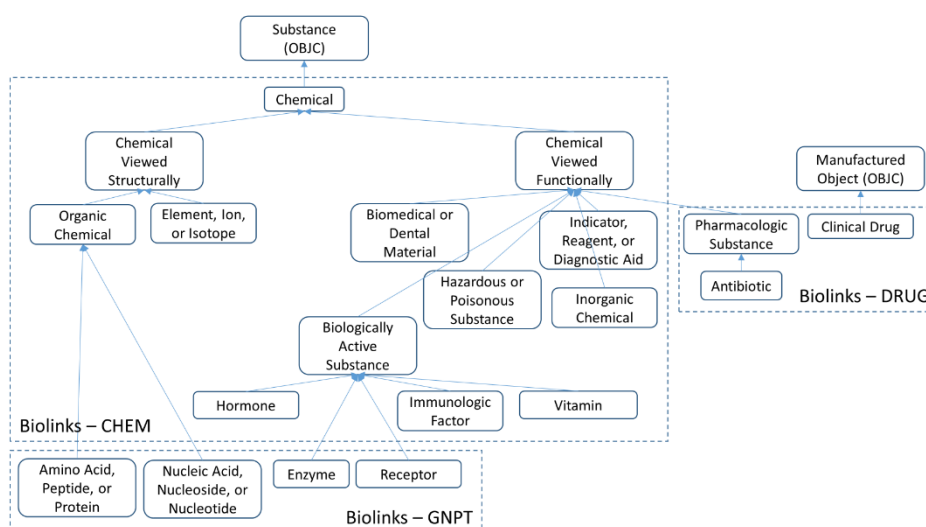 Substance
(OBJC)
Chemical
Chemical
Viewed
Structurally
Chemical
Viewed
Functionally
Manufactured
Object (OBJC)
Organic
Chemical
Element, Ion,
or Isotope
Biomedical or
Dental
Material
Indicator,
Reagent, or
Diagnostic Aid
Pharmacologic
Substance
Clinical Drug
Hazardous or
Poisonous
Substance
Inorganic
Chemical
Antibiotic
Biolinks – DRUG
Biologically
Active
Substance
Hormone
Immunologic
Factor
Vitamin
Biolinks – CHEM
Amino Acid,
Peptide, or
Protein
Nucleic Acid,
Nucleoside, or
Nucleotide
Enzyme
Receptor
Biolinks – GNPT